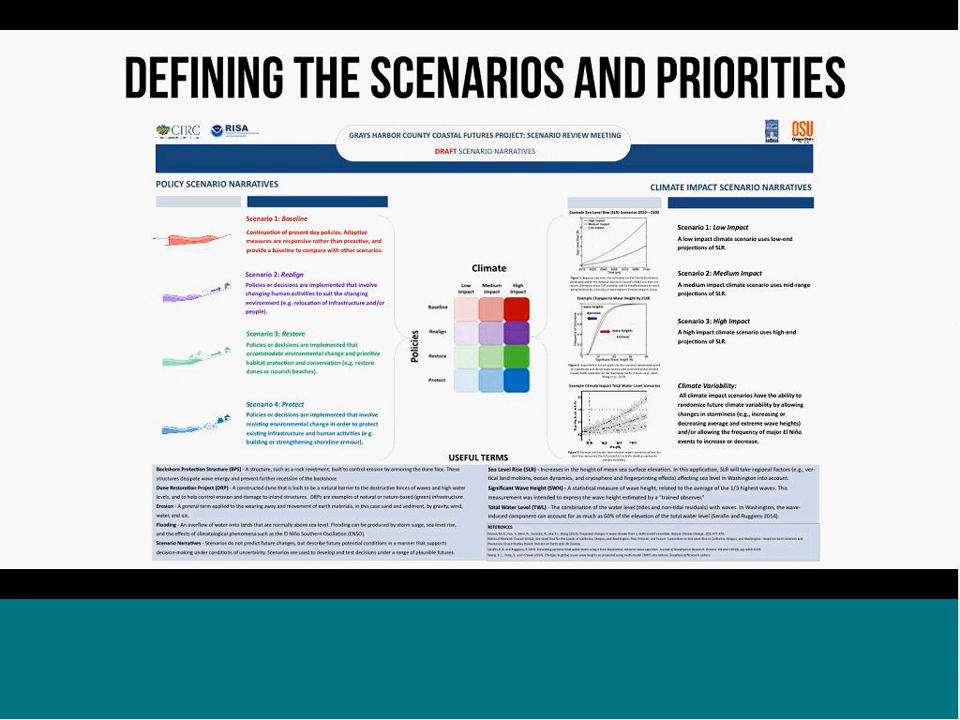 DEFINING THE SCENARIOS AND PRIORITIES
CIRC
RISA
GRAYS HARBOR COUNTY COASTAL FUTURES PROJECT: SCENARIO REVIEW MEETING
DRAFT SCENARIO NARRATIVES
OSU
POLICY SCENARIO NARRATIVES
CLIMATE IMPACT SCENARIO NARRATIVES
Scenario 1: Baseline
Continuation of present day policies. Adaptive
measures are responsive rather than proactive, and
provide a baseline to compare with other scenarios.
Scenario 2: Realign
Policies or decisions are implemented that involve
changing human activities to suit the changing
environment (e.g. relocation of infrastructure and/or
people).
Scenario 3: Restore
Policies or decisions are implemented that
accommodate environmental change and prioritize
habitat protection and conservation (e.g. restore
dunes or nourish beaches).
Scenario 4: Protect
Policies or decisions are implemented that involve
resisting environmental change in order to protect
existing infrastructure and human activities (e.g.
building or strengthening shoreline armour).
Climate
Low Impact
Medium Impact
High Impact
Policies
Baseline
Realign
Restore
Protect
Example Sea Level Rise (SLR) Scenarios 2010 – 2100
Example Changes to Wave Height by 2100
Example Climate Impact Total Water Level Scenarios
Scenario 1: Low Impact
A low impact climate scenario uses low-end
projections of SLR.
Scenario 2: Medium Impact
A medium impact climate scenario uses mid-range
projections of SLR.
Scenario 3: High Impact
A high impact climate scenario uses high-end
projections of SLR.
Climate Variability:
All climate impact scenarios have the ability to
randomize future climate variability by allowing
changes in storminess (e.g., increasing or
decreasing average and extreme wave heights)
and/or allowing the frequency of major El Niño
events to increase or decrease.
USEFUL TERMS
Backshore Protection Structure (BPS) - A structure, such as a rock revetment, built to control erosion by armoring the dune face. These
structures dissipate wave energy and prevent further recession of the backshore.
Dune Restoration Project (DRP) - A constructed dune that is built to be a natural barrier to the destructive forces of waves and high water
levels, and to help control erosion and damage to inland structures. DRPs are examples of natural or nature-based (green) infrastructure.
Erosion - A general term applied to the wearing away and movement of earth materials, in this case sand and sediment, by gravity, wind,
water, and ice.
Flooding - An overflow of water onto lands that are normally above sea level. Flooding can be produced by storm surge, sea level rise,
and the effects of climatological phenomena such as the El Niño Southern Oscillation (ENSO).
Scenario Narratives - Scenarios do not predict future changes, but describe future potential conditions in a manner that supports
decision-making under conditions of uncertainty. Scenarios are used to develop and test decisions under a range of plausible futures.
Sea Level Rise (SLR) - Increases in the height of mean sea surface elevation. In this application, SLR will take regional factors (e.g., ver-
tical land motions, ocean dynamics, and cryosphere and fingerprinting effects) affecting sea level in Washington into account.
Significant Wave Height (SWH) - A statistical measure of wave height, related to the average of the 1/3 highest waves. This
measurement was intended to express the wave height estimated by a "trained observer."
Total Water Level (TWL) - The combination of the water level (tides and non-tidal residuals) with waves. In Washington, the wave-
induced component can account for as much as 60% of the elevation of the total water level (Serafin and Ruggiero 2014).
REFERENCES